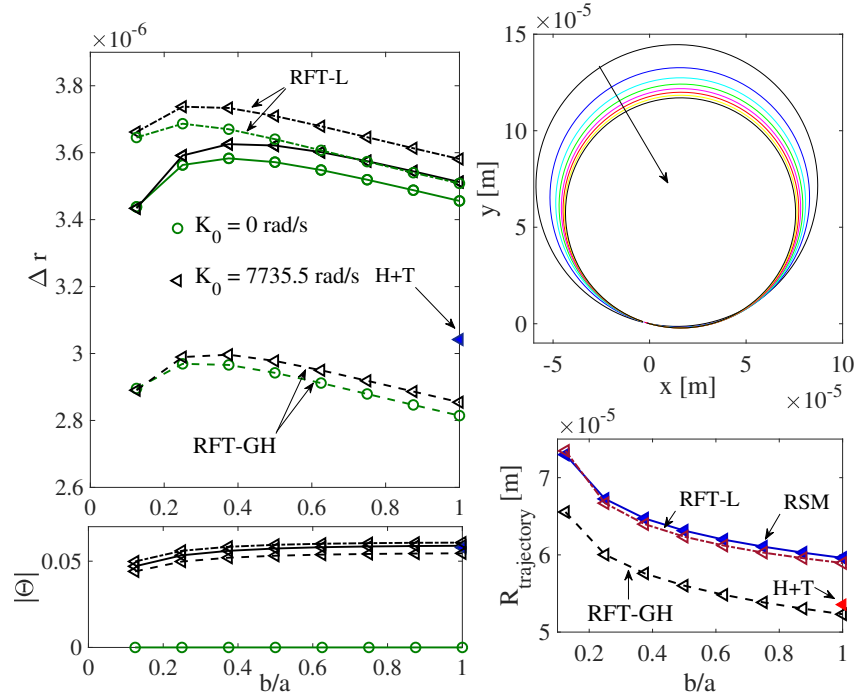 ×10⁻⁶
3.8
3.6
3.4
3.2
3
2.8
2.6
Δ r
RFT-L
K₀ = 0 rad/s
K₀ = 7735.5 rad/s
H+T
RFT-GH
0 0.2 0.4 0.6 0.8 1
0.05
0
|Θ|
0 0.2 0.4 0.6 0.8 1
b/a
×10⁻⁵
15
10
5
0
y [m]
-5 0 5 10
x [m]
×10⁻⁵
×10⁻⁵
7
6
5
R_trajectory [m]
RFT-L
RSM
H+T
RFT-GH
0.2 0.4 0.6 0.8 1
b/a